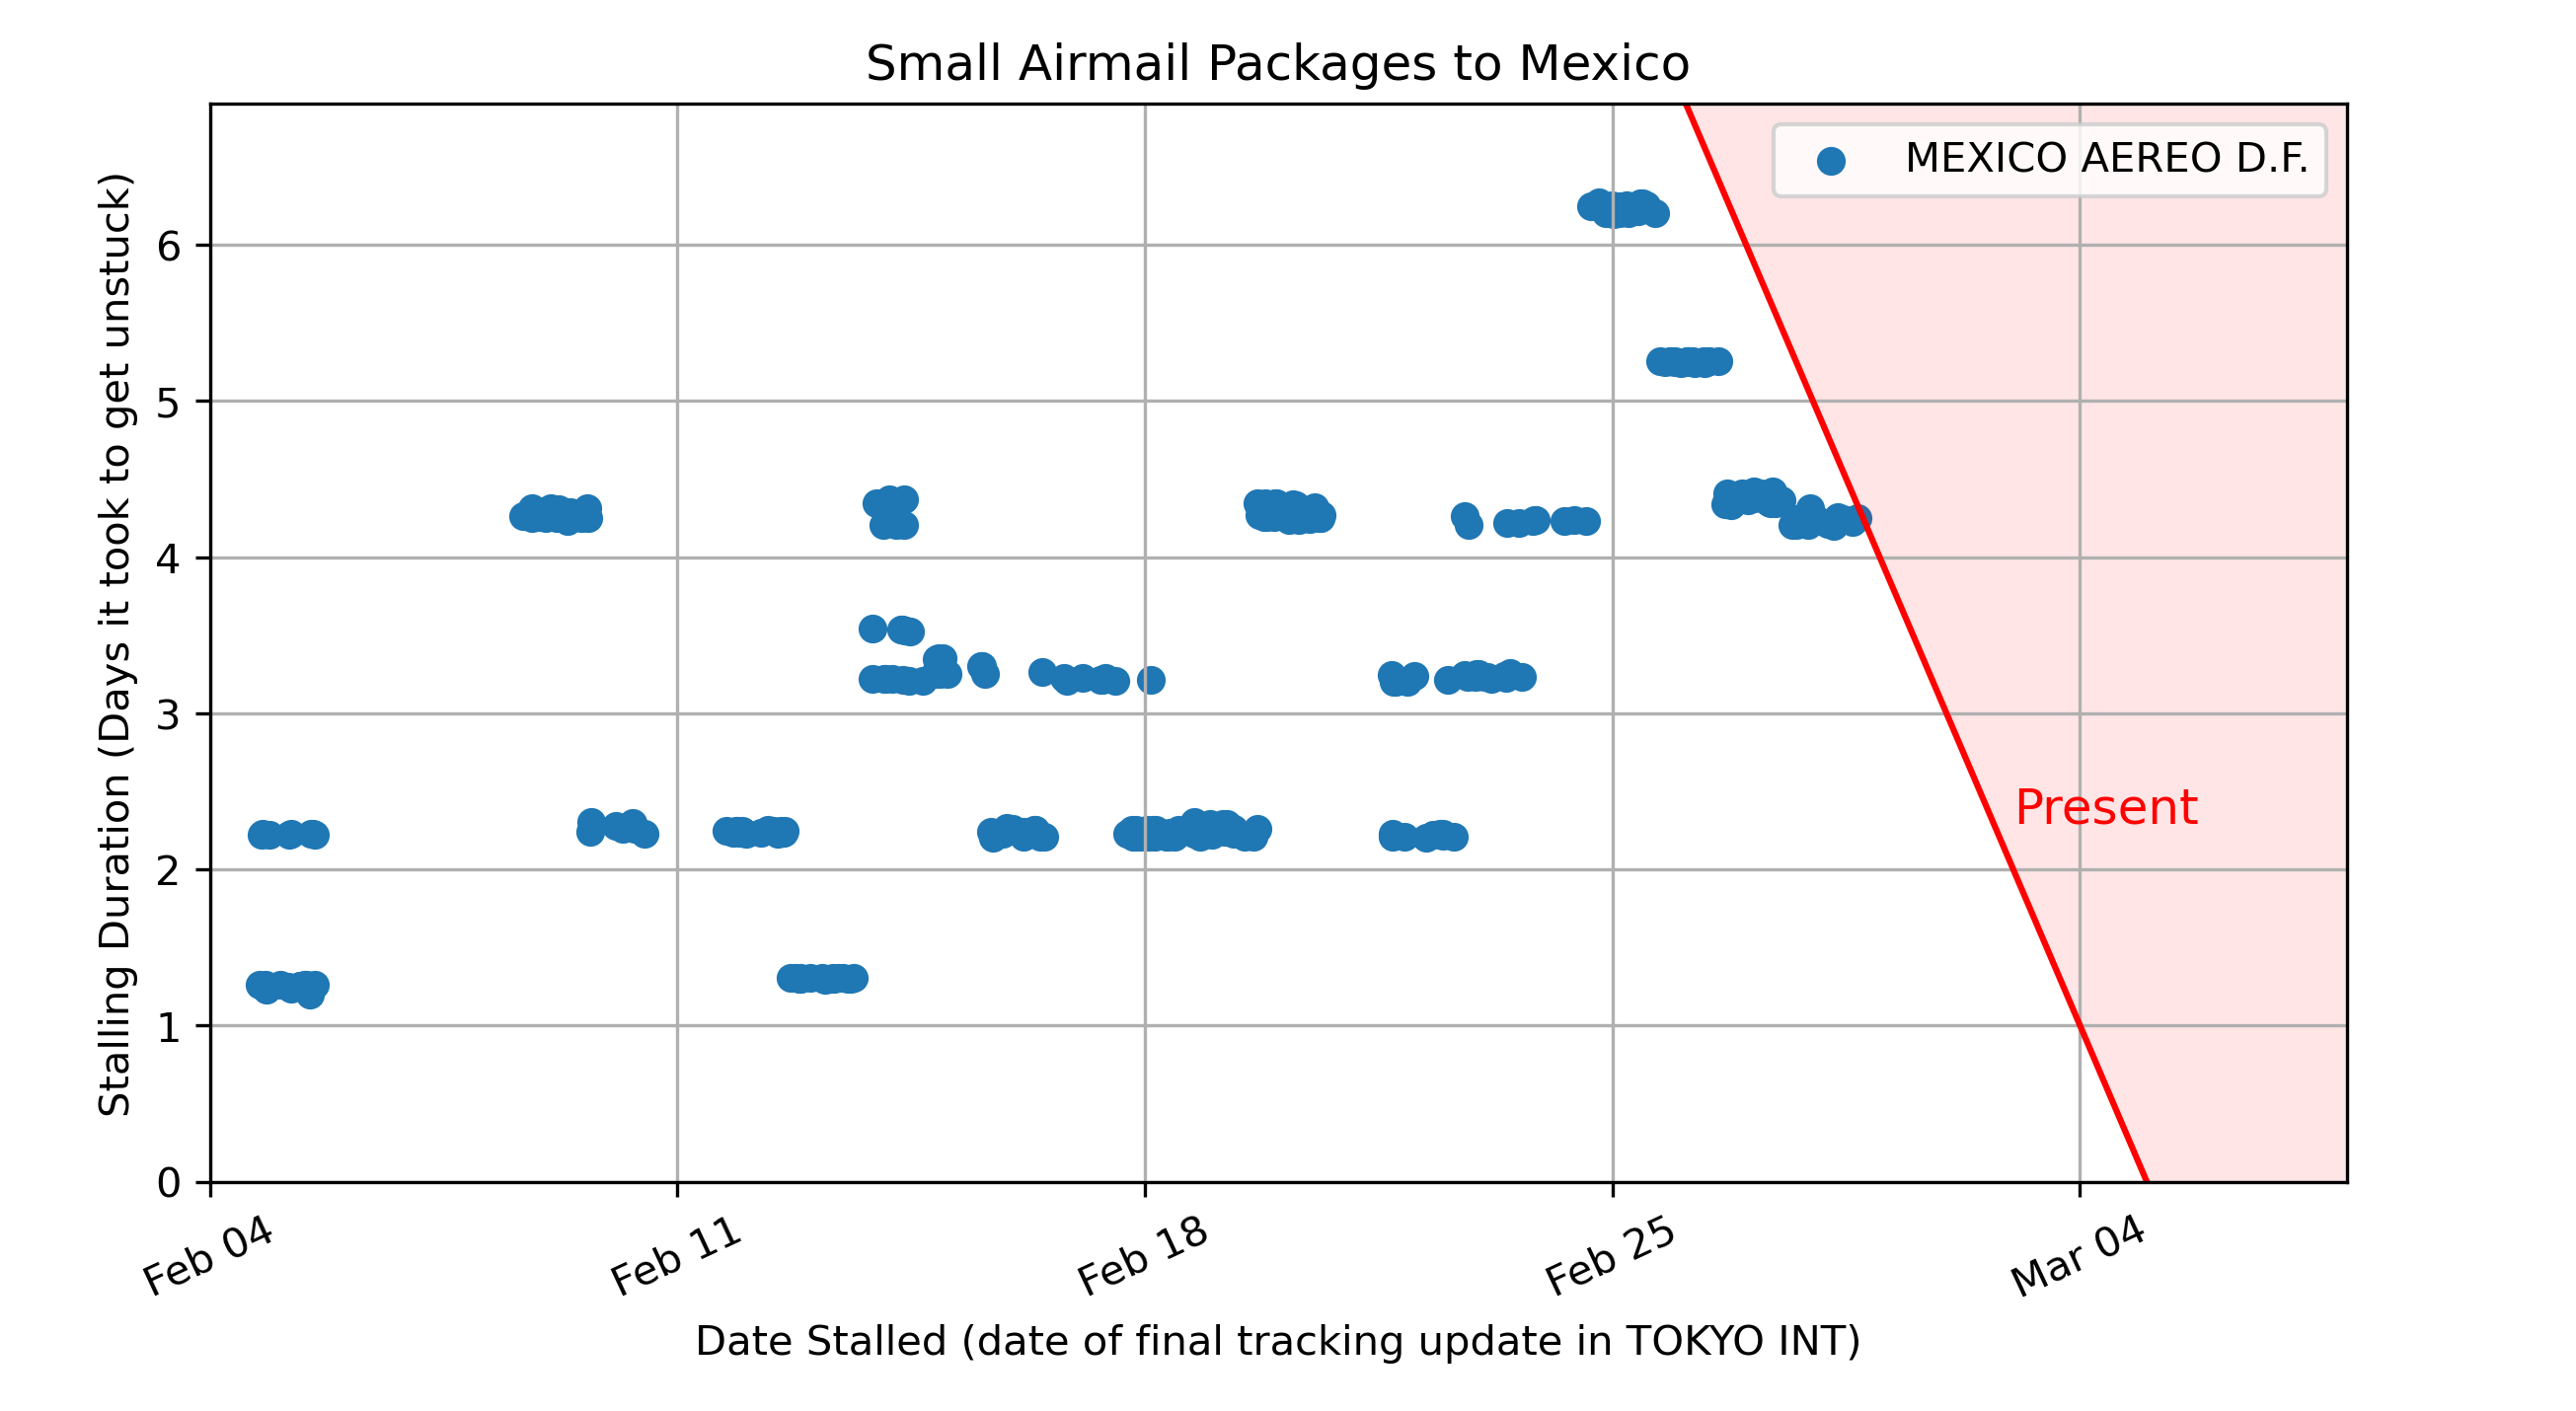 Small Airmail Packages to Mexico
MEXICO AEREO D.F.
Stalling Duration (Days it took to get unstuck)
6
5
4
3
2
1
0
Present
Feb 04
Feb 11
Feb 18
Feb 25
Mar 04
Date Stalled (date of final tracking update in TOKYO INT)